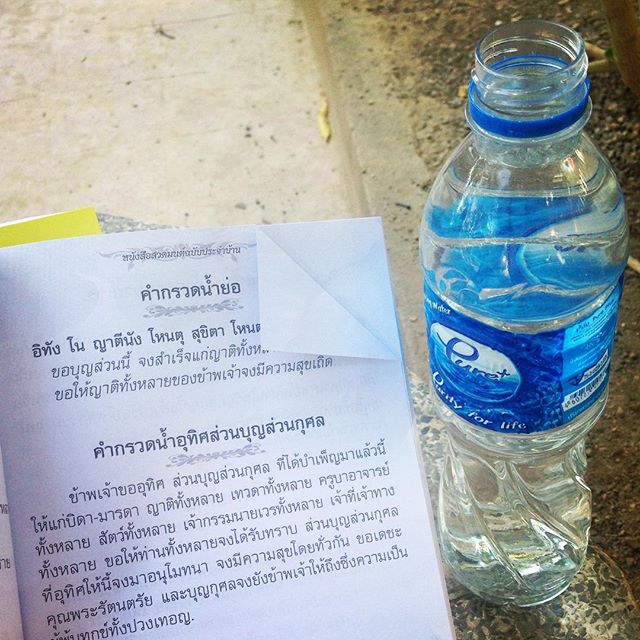 หนังสือสวดมนต์ฉบับประจำบ้าน
คำกรวดน้ำย่อ
อิทัง โน ญาตีนัง โหนตุ สุขิตา โหนตุ
ขอบุญส่วนนี้ จงสำเร็จแก่ญาติทั้งหล
ขอให้ญาติทั้งหลายของข้าพเจ้าจงมีความสุขเถิด
คำกรวดน้ำอุทิศส่วนบุญส่วนกุศล
ข้าพเจ้าขออุทิศ ส่วนบุญส่วนกุศล ที่ได้บำเพ็ญมาแล้วนี้
ให้แก่บิดา-มารดา ญาติทั้งหลาย เทวดาทั้งหลาย ครูบาอาจารย์
ทั้งหลาย สัตว์ทั้งหลาย เจ้ากรรมนายเวรทั้งหลาย เจ้าที่เจ้าทาง
ทั้งหลาย ขอให้ท่านทั้งหลายจงได้รับทราบ ส่วนบุญส่วนกุศล
ที่อุทิศให้นี้จงมาอนุโมทนา จงมีความสุขโดยทั่วกัน ขอเดชะ
คุณพระรัตนตรัย และบุญกุศลจงยังข้าพเจ้าให้ถึงซึ่งความเป็น
ผู้พ้นทุกข์ทั้งปวงเทอญ.
Water
Purest
Purity for life